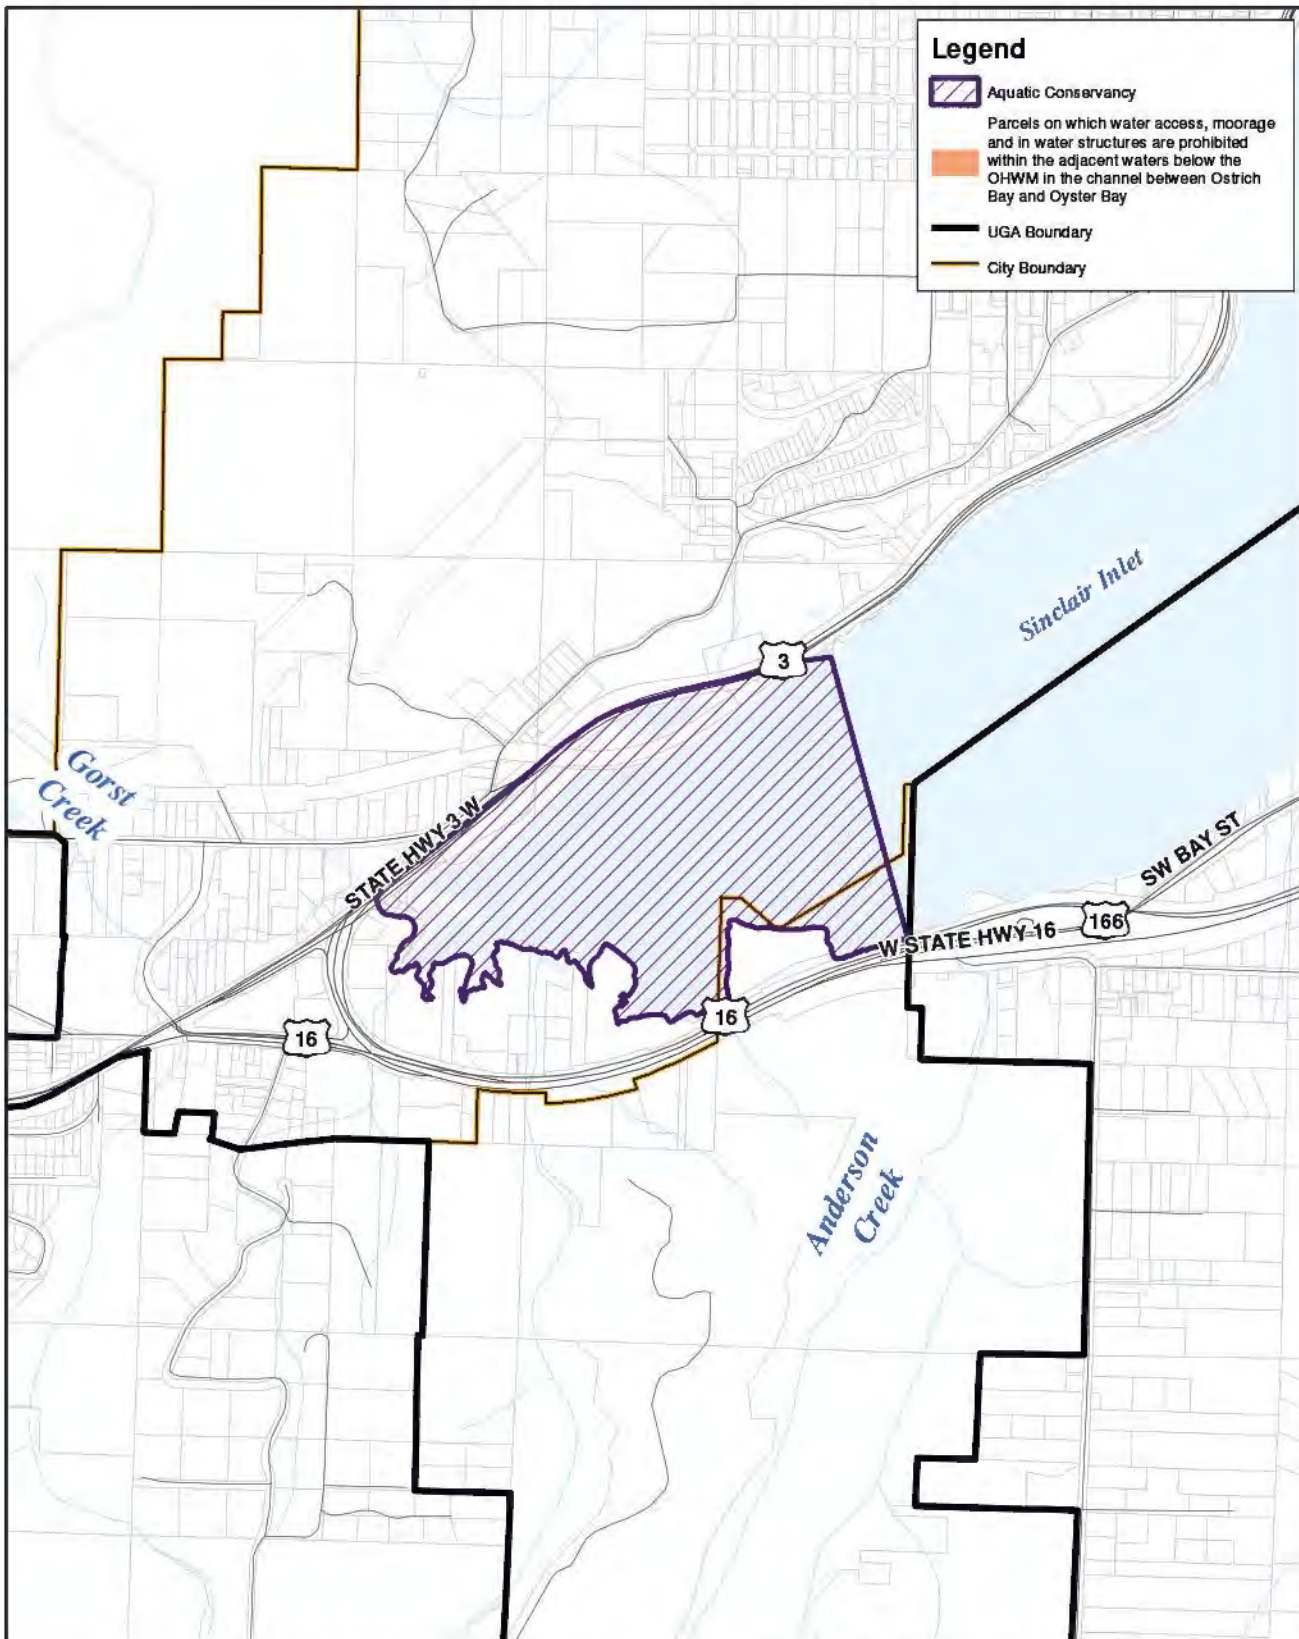 Legend
Aquatic Conservancy
Parcels on which water access, moorage
and in water structures are prohibited
within the adjacent waters below the
OHWM in the channel between Ostrich
Bay and Oyster Bay
UGA Boundary
City Boundary
Sinclair Inlet
3
Gorst
Creek
STATE HWY 3 W
SW BAY ST
166
W STATE HWY 16
16
16
Anderson
Creek